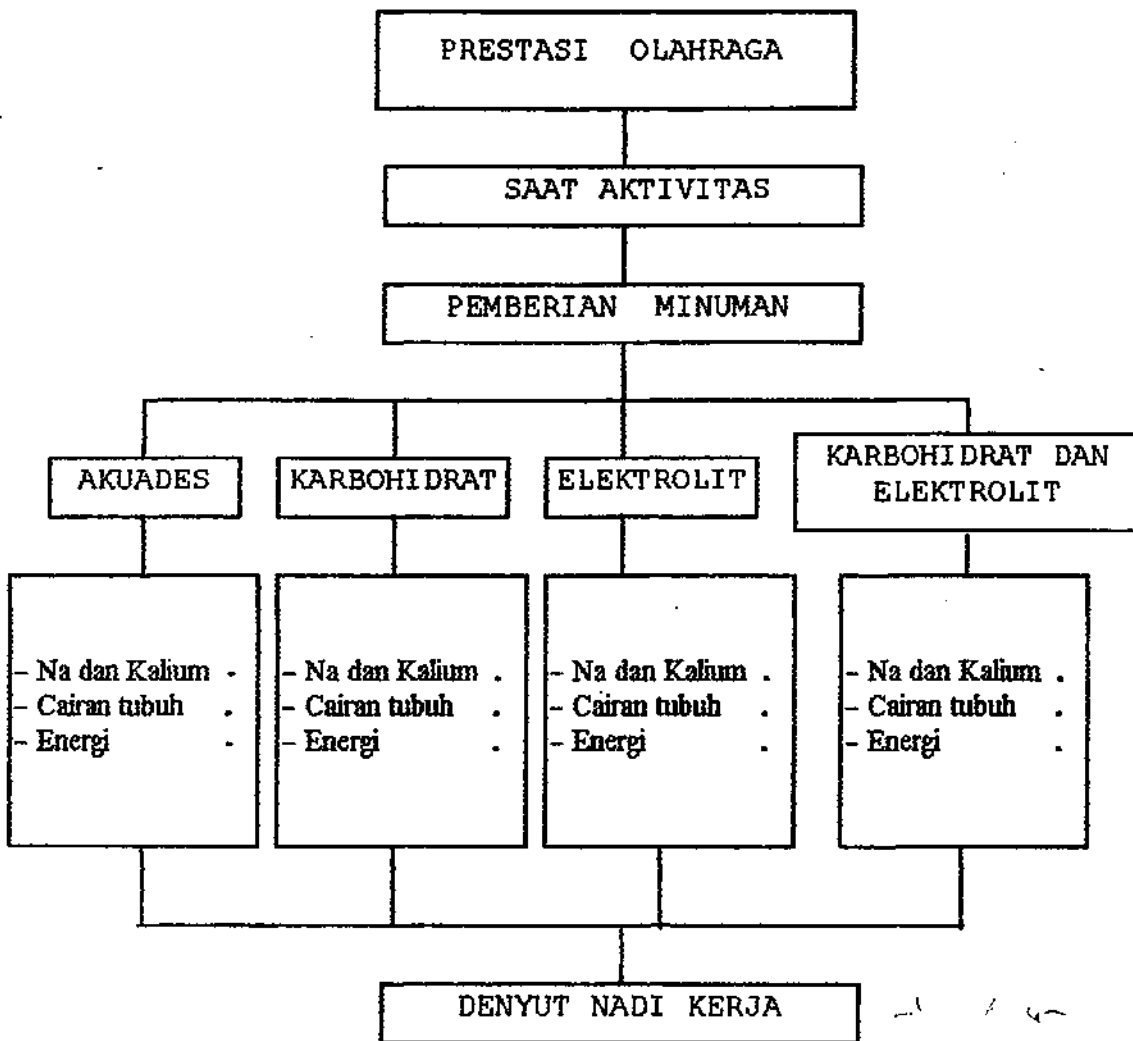 PRESTASI OLAHRAGA
SAAT AKTIVITAS
PEMBERIAN MINUMAN
AKUADES
KARBOHIDRAT
ELEKTROLIT
KARBOHIDRAT DAN
ELEKTROLIT
- Na dan Kalium
- Cairan tubuh
- Energi
- Na dan Kalium
- Cairan tubuh
- Energi
- Na dan Kalium
- Cairan tubuh
- Energi
- Na dan Kalium
- Cairan tubuh
- Energi
DENYUT NADI KERJA